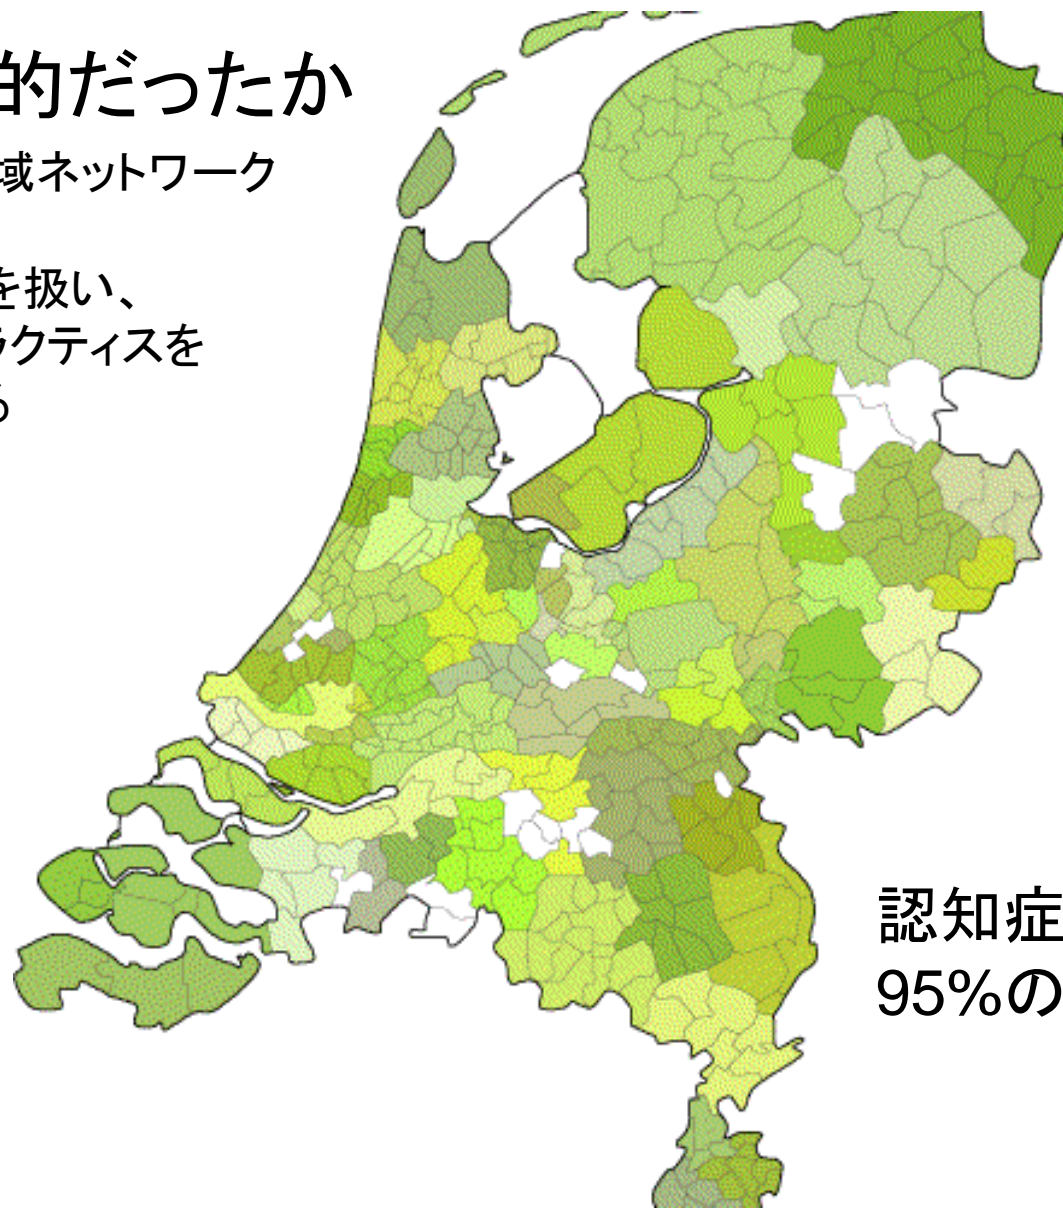 的だったか
域ネットワーク
を扱い、
ラクティスを
る
認知症
95%の